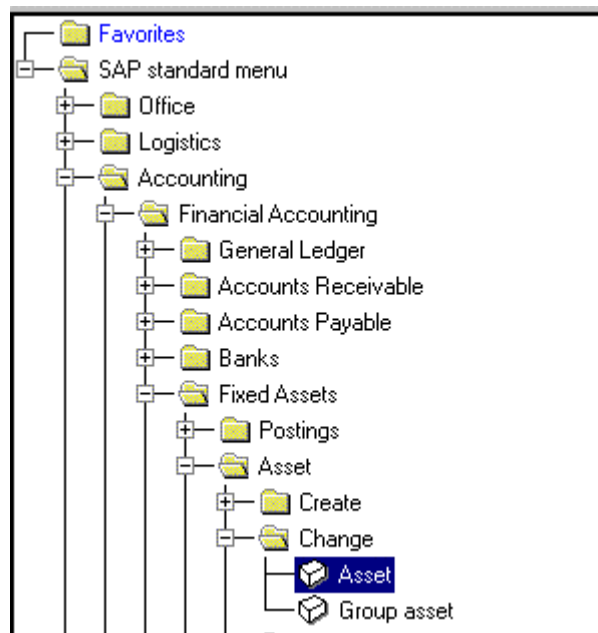 Favorites
SAP standard menu
Office
Logistics
Accounting
Financial Accounting
General Ledger
Accounts Receivable
Accounts Payable
Banks
Fixed Assets
Postings
Asset
Create
Change
Asset
Group asset